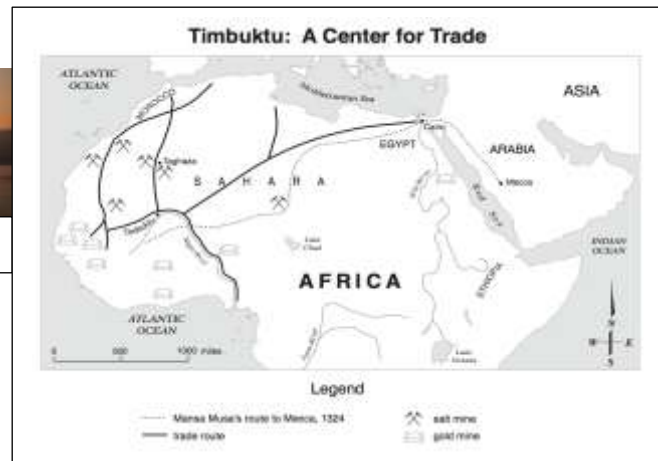 Timbuktu: A Center for Trade
ATLANTIC
OCEAN
ASIA
Mediterranean Sea
MOROCCO
Cairo
EGYPT
ARABIA
Taghaza
SAHARA
Mecca
Red Sea
Timbuktu
Lake
Chad
INDIAN
OCEAN
AFRICA
ETHIOPIA
ATLANTIC
OCEAN
N
W E
S
0 500 1000 miles
Legend
Mansa Musa's route to Mecca, 1324
trade route
salt mine
gold mine